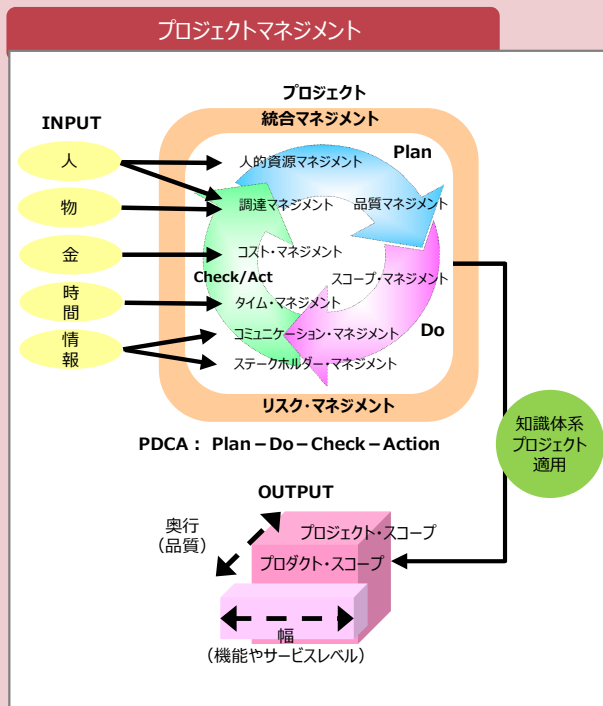 プロジェクトマネジメント
プロジェクト
統合マネジメント
INPUT
人
物
金
時
間
情
報
Plan
人的資源マネジメント
調達マネジメント
品質マネジメント
コスト・マネジメント
Check/Act
スコープ・マネジメント
タイム・マネジメント
コミュニケーション・マネジメント
Do
ステークホルダー・マネジメント
リスク・マネジメント
PDCA： Plan－Do－Check－Action
知識体系
プロジェクト
適用
OUTPUT
奥行
（品質）
プロジェクト・スコープ
プロダクト・スコープ
幅
（機能やサービスレベル）